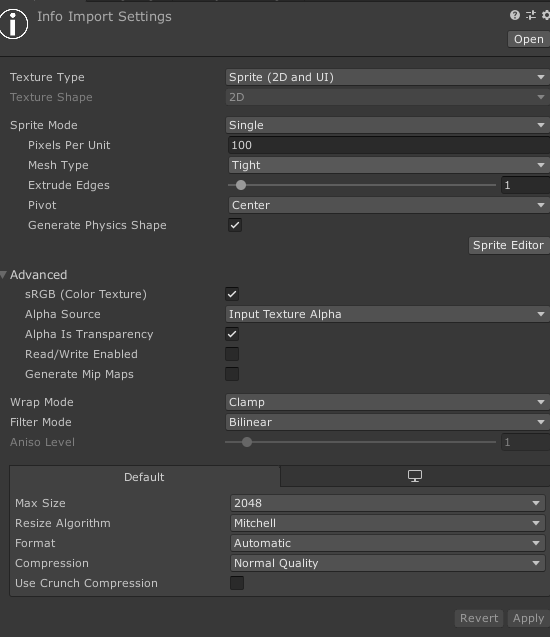 Info Import Settings
Open
Texture Type Sprite (2D and UI)
Texture Shape 2D
Sprite Mode Single
Pixels Per Unit 100
Mesh Type Tight
Extrude Edges 1
Pivot Center
Generate Physics Shape
Sprite Editor
Advanced
sRGB (Color Texture)
Alpha Source Input Texture Alpha
Alpha Is Transparency
Read/Write Enabled
Generate Mip Maps
Wrap Mode Clamp
Filter Mode Bilinear
Aniso Level 1
Default
Max Size 2048
Resize Algorithm Mitchell
Format Automatic
Compression Normal Quality
Use Crunch Compression
Revert Apply